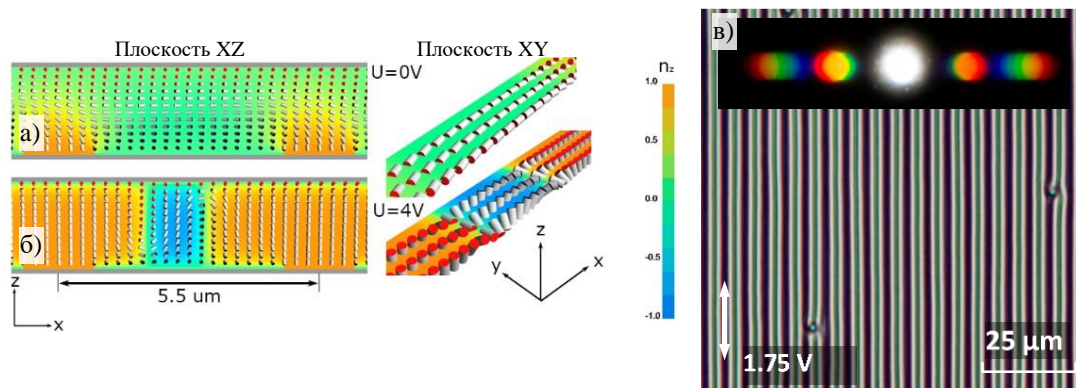 Плоскость XZ
Плоскость XY
U=0V
а)
U=4V
б)
z
x
5.5 um
z
y
x
n_z
1.0
0.5
0.0
-0.5
-1.0
в)
1.75 V
25 µm